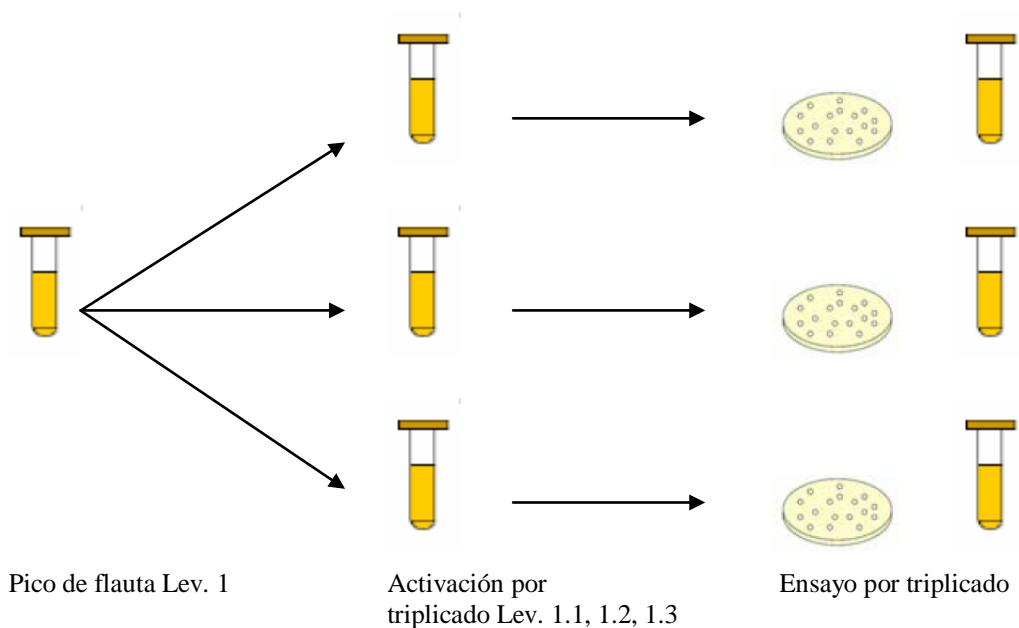 Pico de flauta Lev. 1
Activación por
triplicado Lev. 1.1, 1.2, 1.3
Ensayo por triplicado